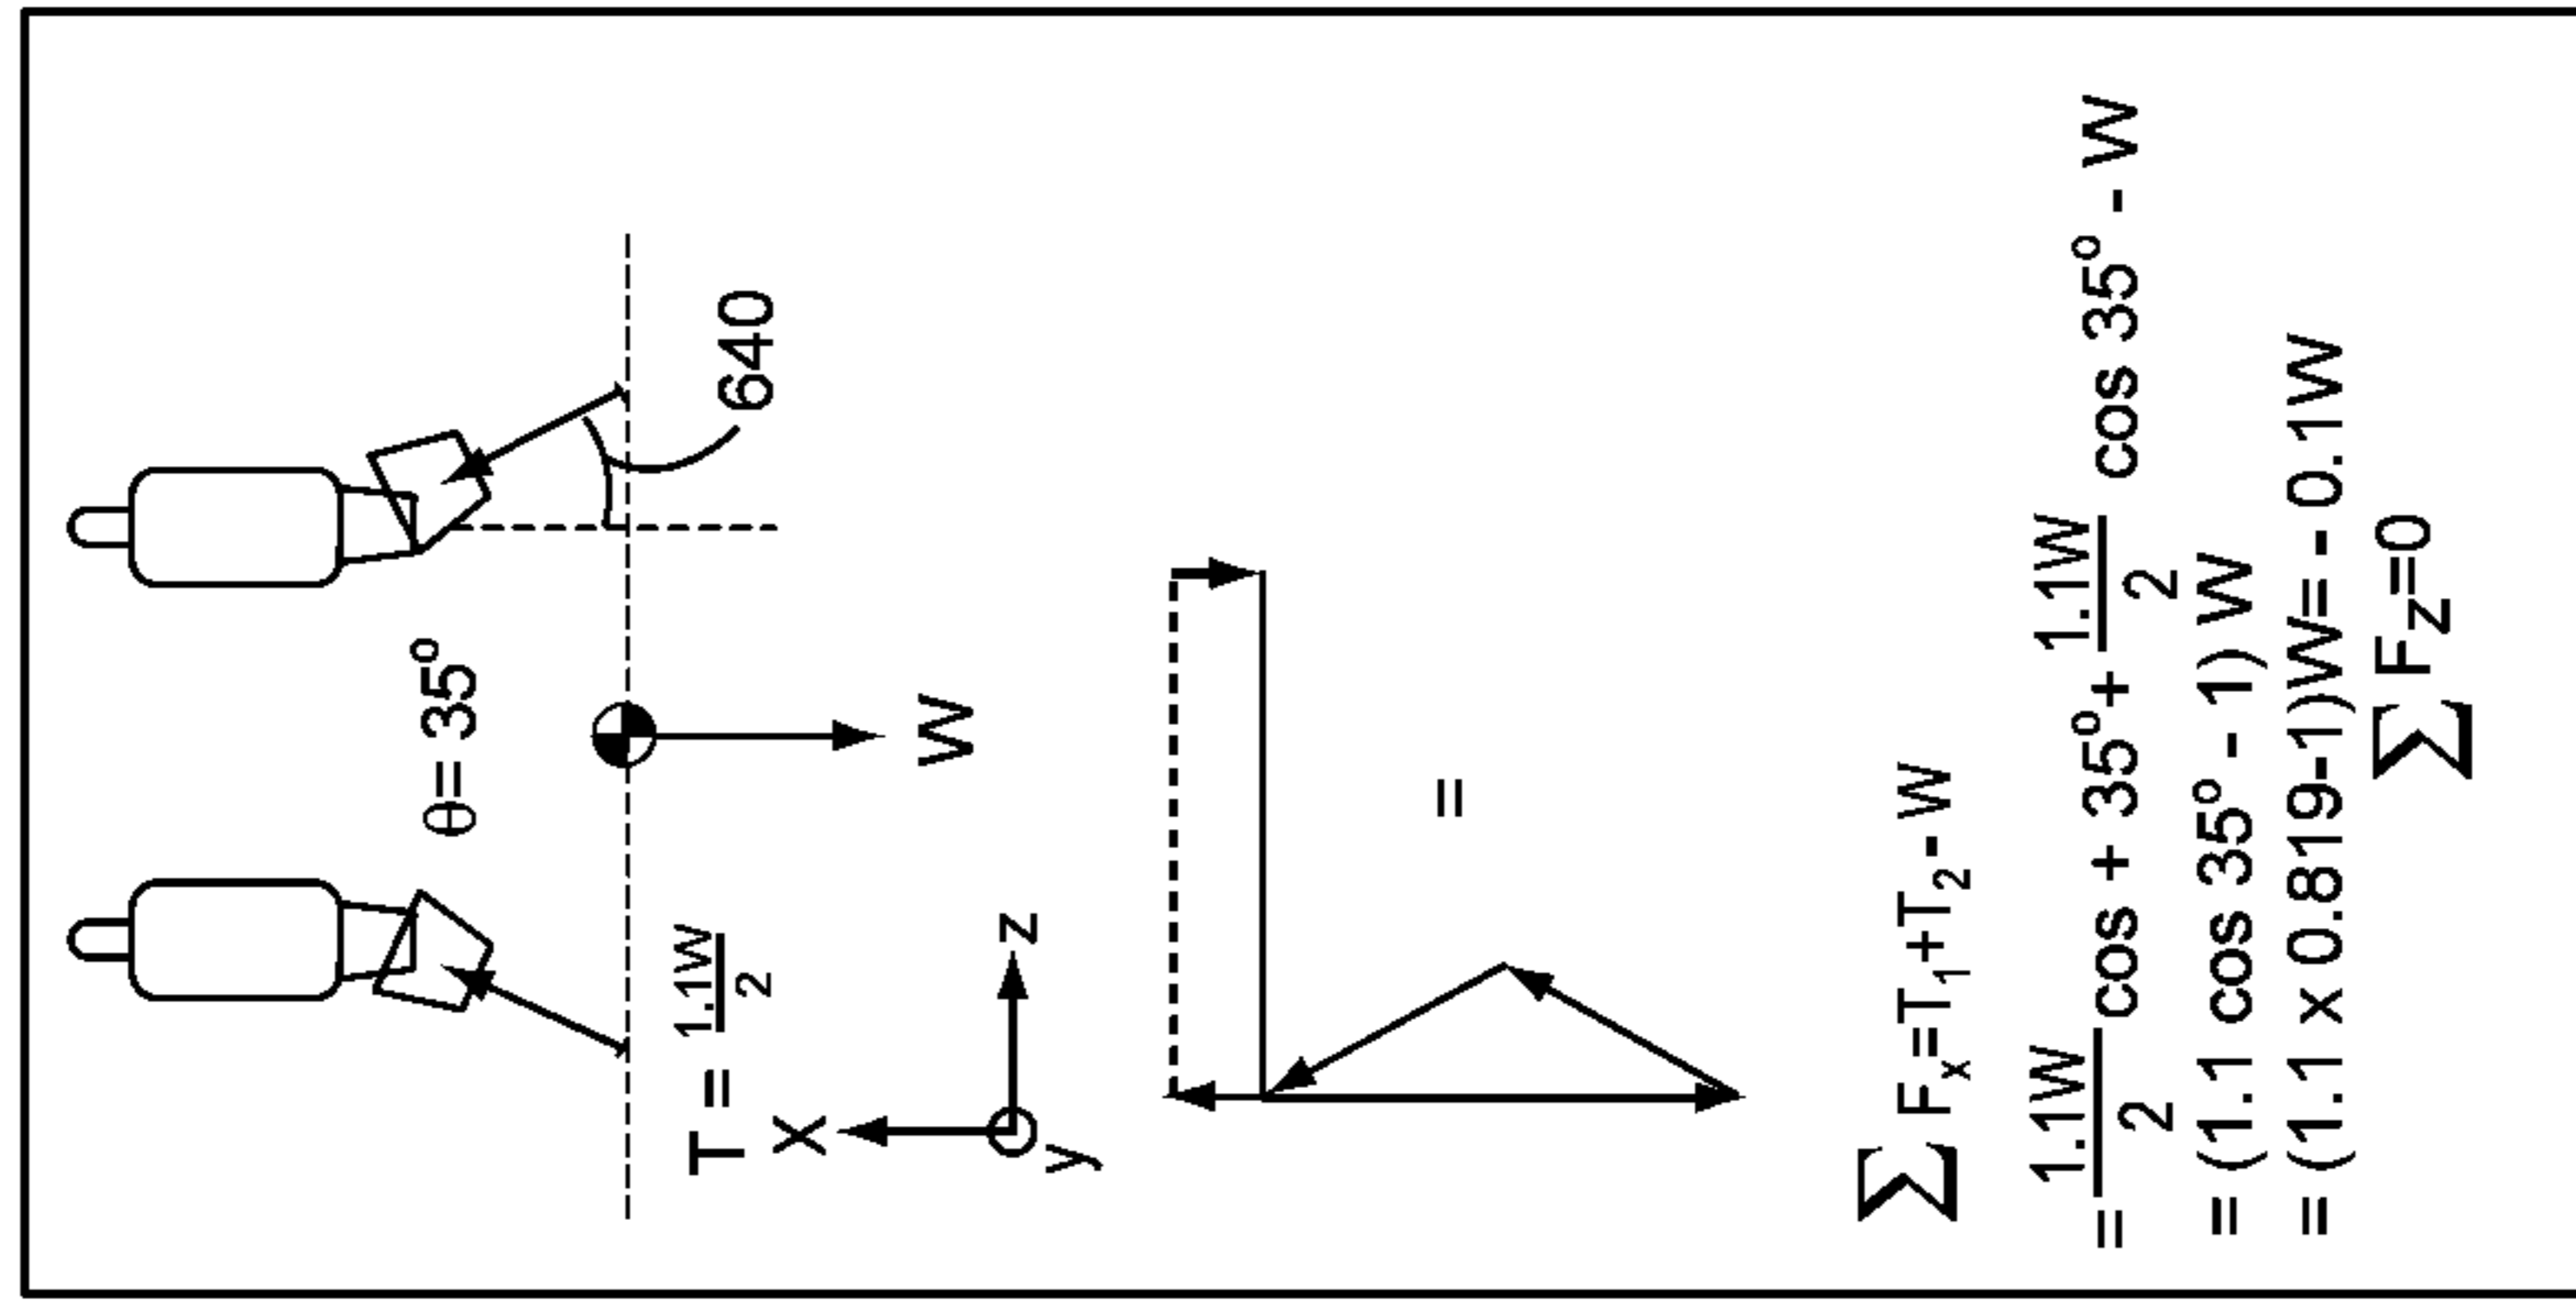 θ= 35°
640
W
T = 1.1W/2
X
Z
y
=
∑ Fx=T1+T2- W
= 1.1W/2 cos + 35°+ 1.1W/2 cos 35° - W
= (1.1 cos 35° - 1) W
= (1.1 x 0.819-1)W= - 0.1W
∑ FZ=0